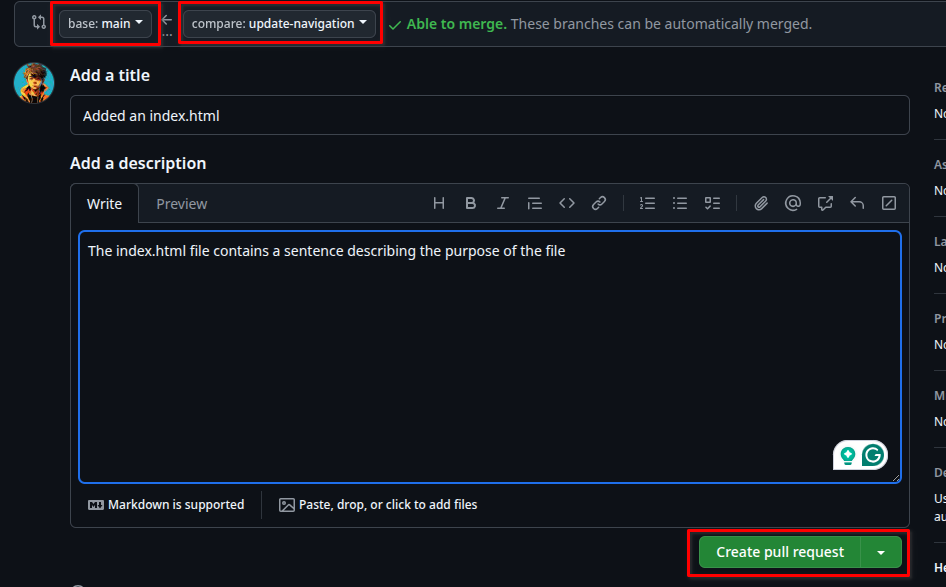 base: main compare: update-navigation Able to merge. These branches can be automatically merged.
Add a title
Added an index.html
Add a description
Write Preview
The index.html file contains a sentence describing the purpose of the file
Markdown is supported Paste, drop, or click to add files
Create pull request
Re
No
As
No
La
No
Pr
No
M
No
De
Us
au
He